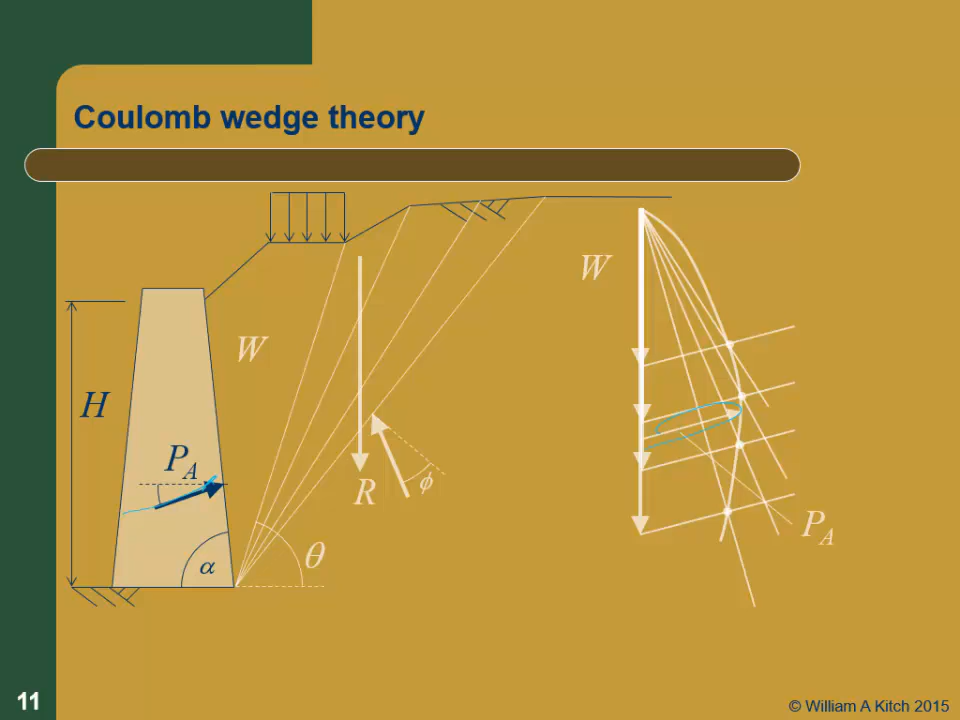 Coulomb wedge theory
W
W
H
P_A
R
ϕ
P_A
θ
α
11
© William A Kitch 2015